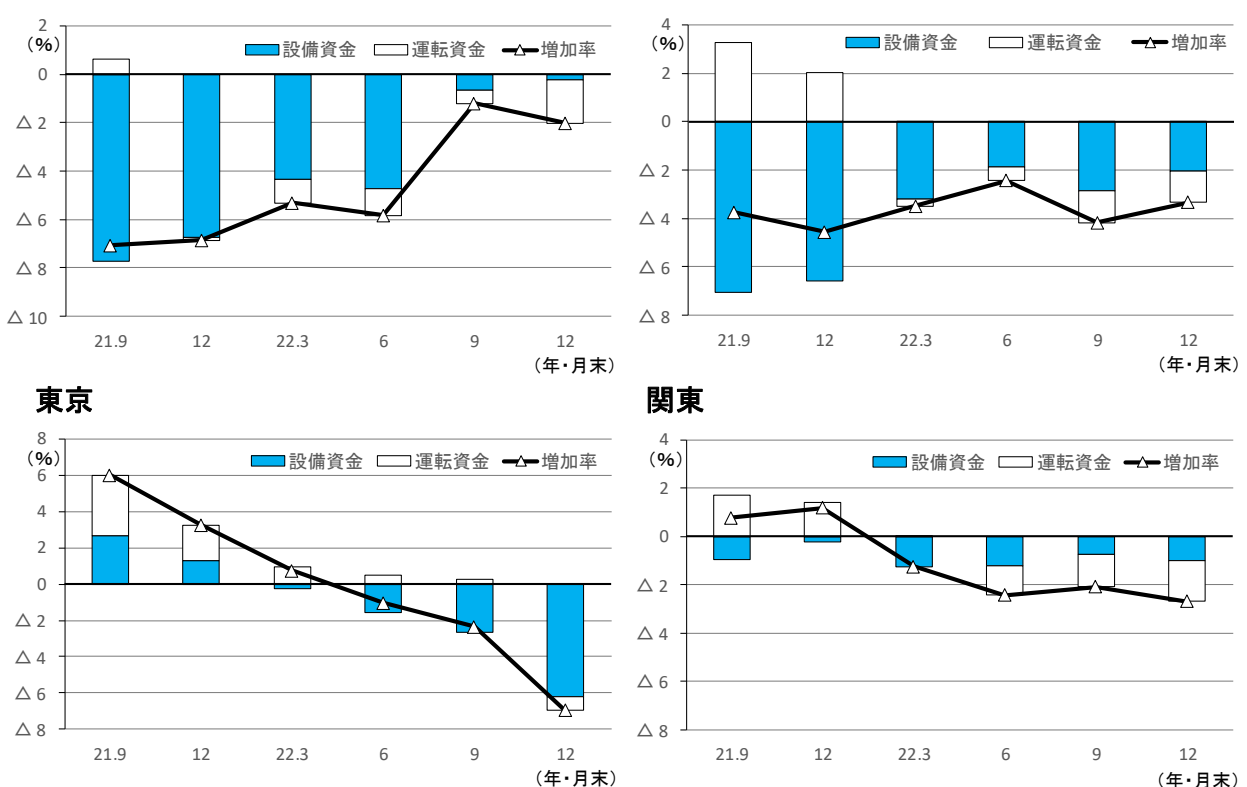 2
(%)
設備資金 運転資金 増加率
0
△ 2
△ 4
△ 6
△ 8
△ 10
21.9 12 22.3 6 9 12
(年・月末)
4
(%)
設備資金 運転資金 増加率
2
0
△ 2
△ 4
△ 6
△ 8
21.9 12 22.3 6 9 12
(年・月末)
東京
8
(%)
設備資金 運転資金 増加率
6
4
2
0
△ 2
△ 4
△ 6
△ 8
21.9 12 22.3 6 9 12
(年・月末)
関東
4
(%)
設備資金 運転資金 増加率
2
0
△ 2
△ 4
△ 6
△ 8
21.9 12 22.3 6 9 12
(年・月末)